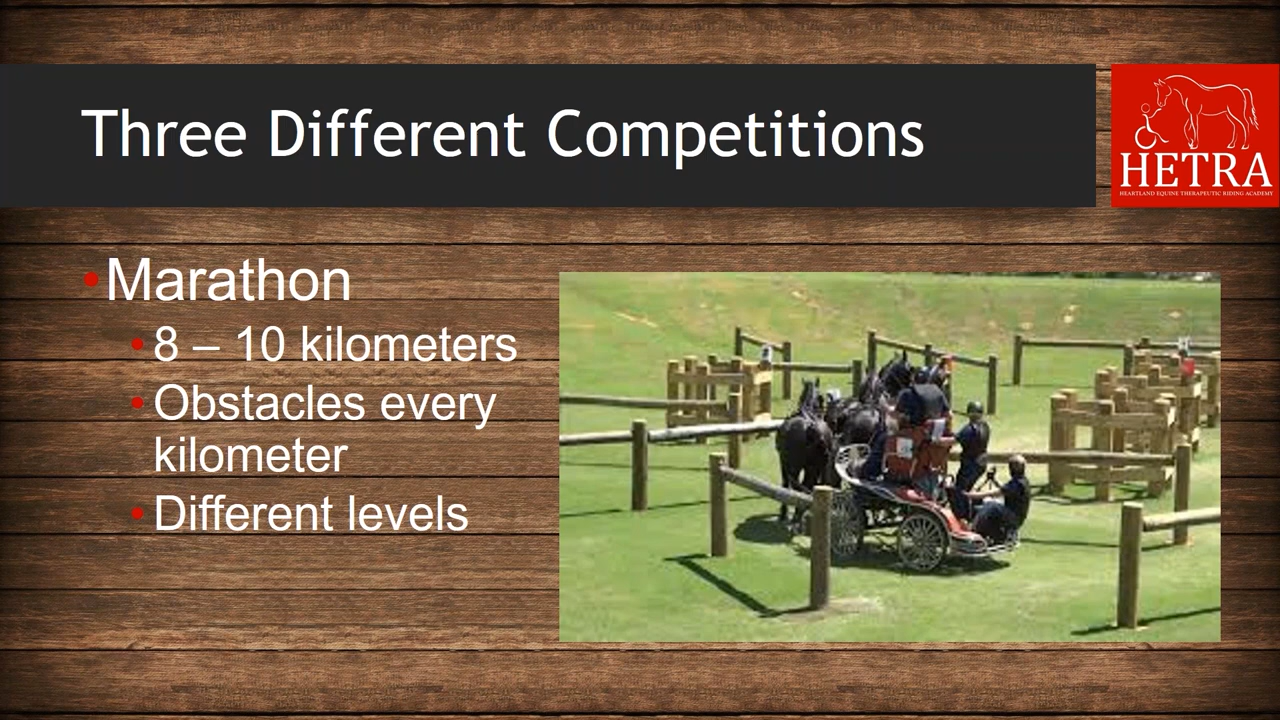 Three Different Competitions
HETRA
HEARTLAND EQUINE THERAPEUTIC RIDING ACADEMY
•Marathon
•8 – 10 kilometers
•Obstacles every
kilometer
•Different levels